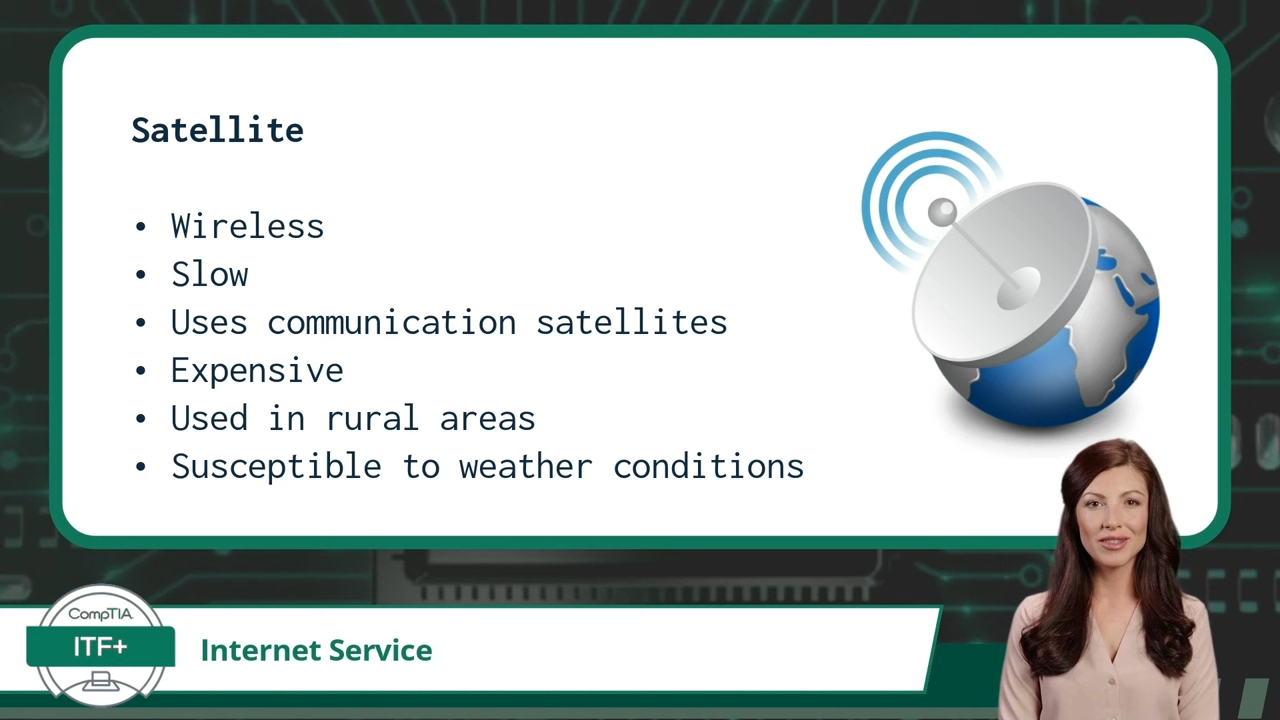 Satellite
• Wireless
• Slow
• Uses communication satellites
• Expensive
• Used in rural areas
• Susceptible to weather conditions
CompTIA.
ITF+
Internet Service